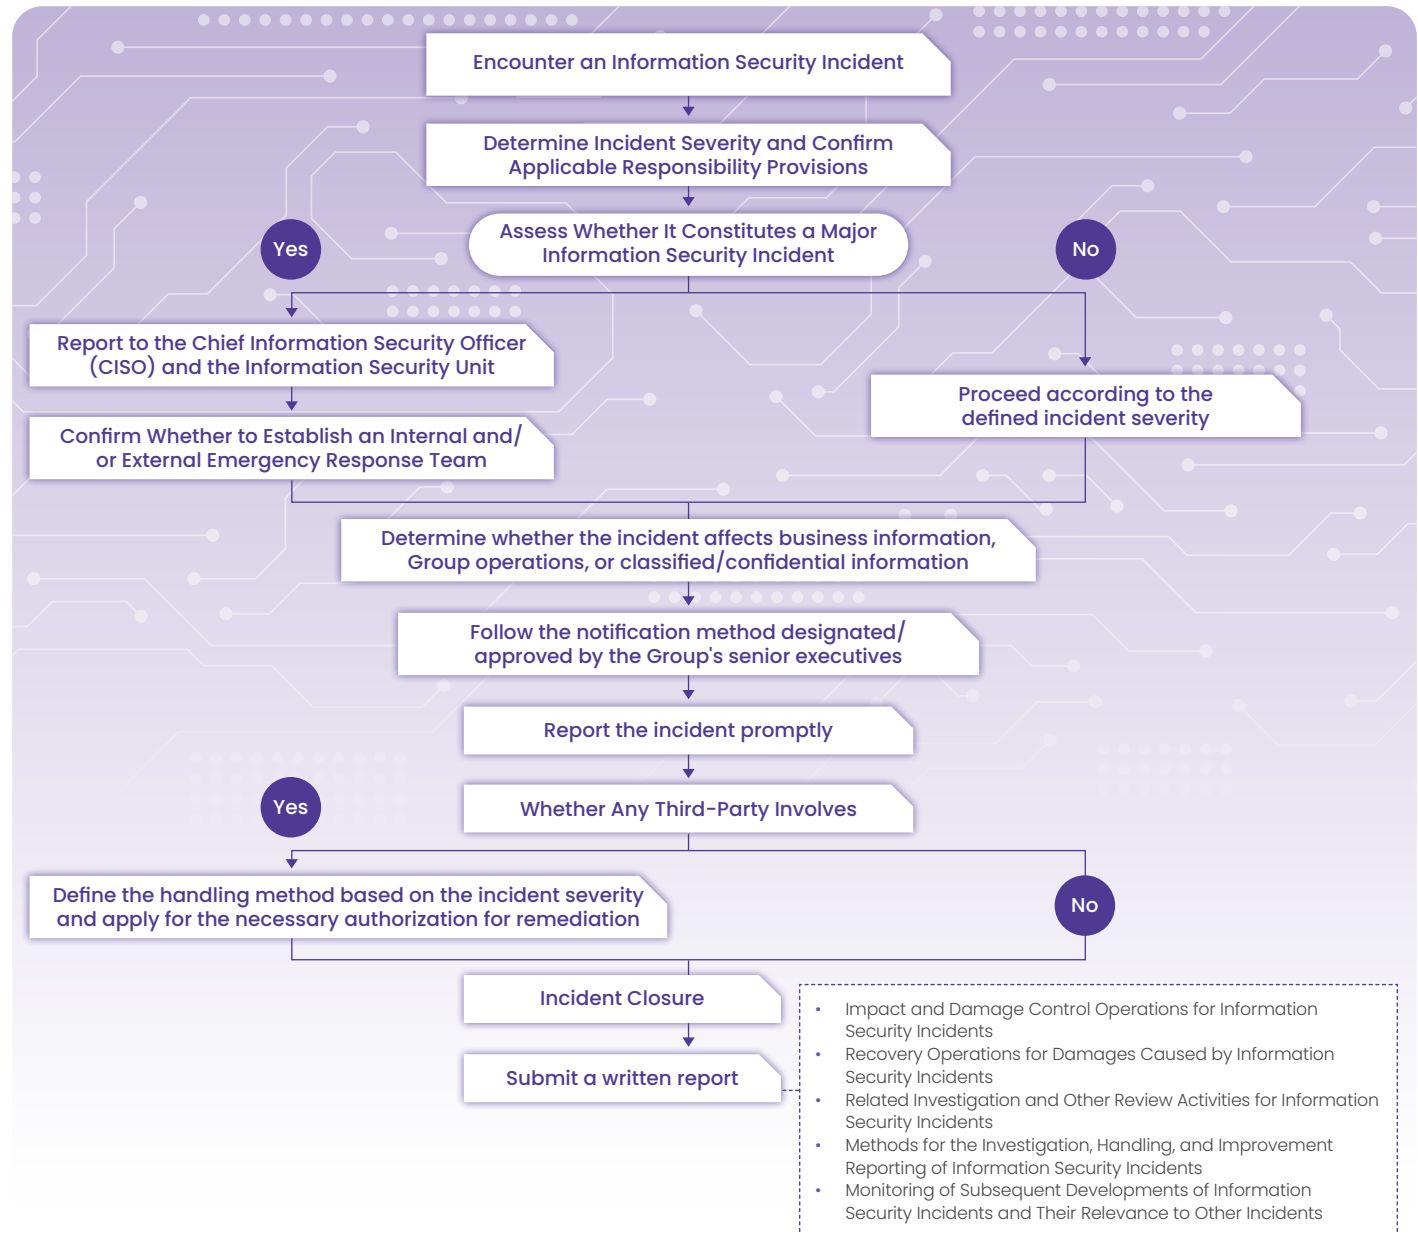 Encounter an Information Security Incident
Determine Incident Severity and Confirm
Applicable Responsibility Provisions
Assess Whether It Constitutes a Major
Information Security Incident
Yes
No
Report to the Chief Information Security Officer
(CISO) and the Information Security Unit
Proceed according to the
defined incident severity
Confirm Whether to Establish an Internal and/
or External Emergency Response Team
Determine whether the incident affects business information,
Group operations, or classified/confidential information
Follow the notification method designated/
approved by the Group's senior executives
Report the incident promptly
Whether Any Third-Party Involves
Yes
Define the handling method based on the incident severity
and apply for the necessary authorization for remediation
No
Incident Closure
Submit a written report
• Impact and Damage Control Operations for Information
Security Incidents
• Recovery Operations for Damages Caused by Information
Security Incidents
• Related Investigation and Other Review Activities for Information
Security Incidents
• Methods for the Investigation, Handling, and Improvement
Reporting of Information Security Incidents
• Monitoring of Subsequent Developments of Information
Security Incidents and Their Relevance to Other Incidents